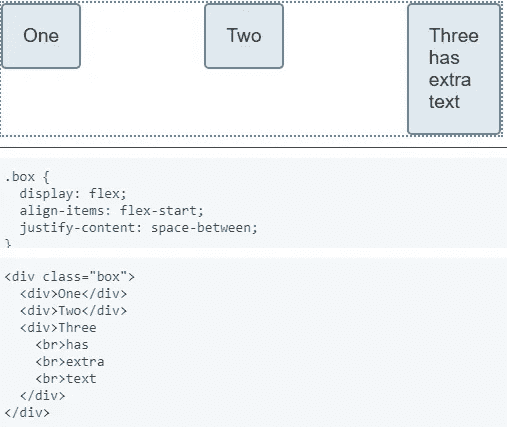 One Two Three
has
extra
text
.box {
  display: flex;
  align-items: flex-start;
  justify-content: space-between;
}
<div class="box">
  <div>One</div>
  <div>Two</div>
  <div>Three
    <br>has
    <br>extra
    <br>text
  </div>
</div>